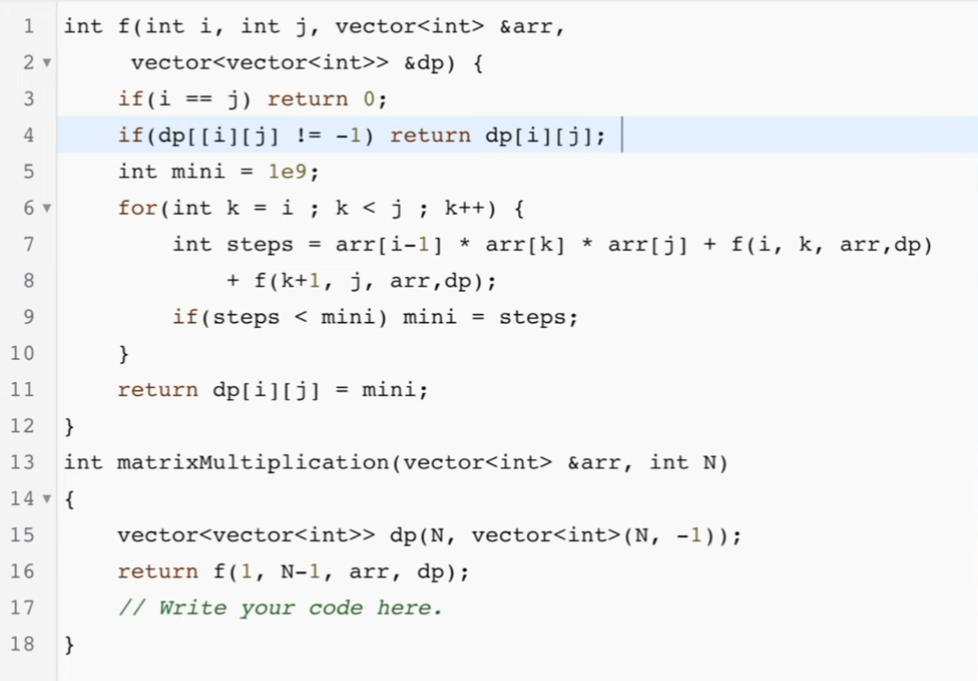 1 int f(int i, int j, vector<int> &arr,
2 vector<vector<int>> &dp) {
3 if(i == j) return 0;
4 if(dp[[i][j] != -1) return dp[i][j];
5 int mini = 1e9;
6 for(int k = i ; k < j ; k++) {
7 int steps = arr[i-1] * arr[k] * arr[j] + f(i, k, arr,dp)
8 + f(k+1, j, arr,dp);
9 if(steps < mini) mini = steps;
10 }
11 return dp[i][j] = mini;
12 }
13 int matrixMultiplication(vector<int> &arr, int N)
14 {
15 vector<vector<int>> dp(N, vector<int>(N, -1));
16 return f(1, N-1, arr, dp);
17 // Write your code here.
18 }